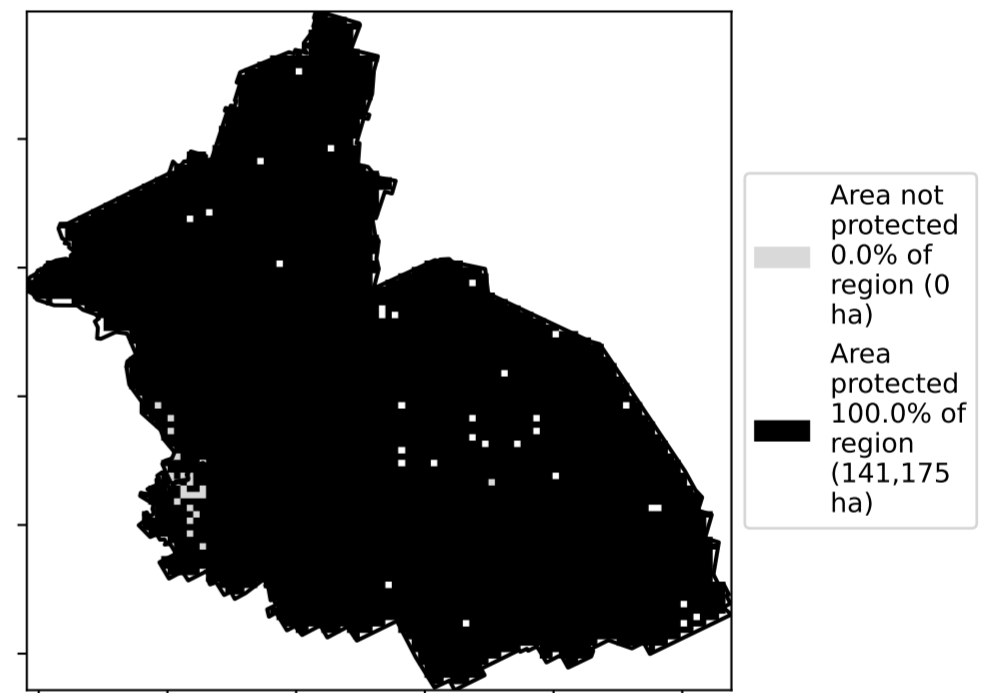 Area not
protected
0.0% of
region (0
ha)
Area
protected
100.0% of
region
(141,175
ha)